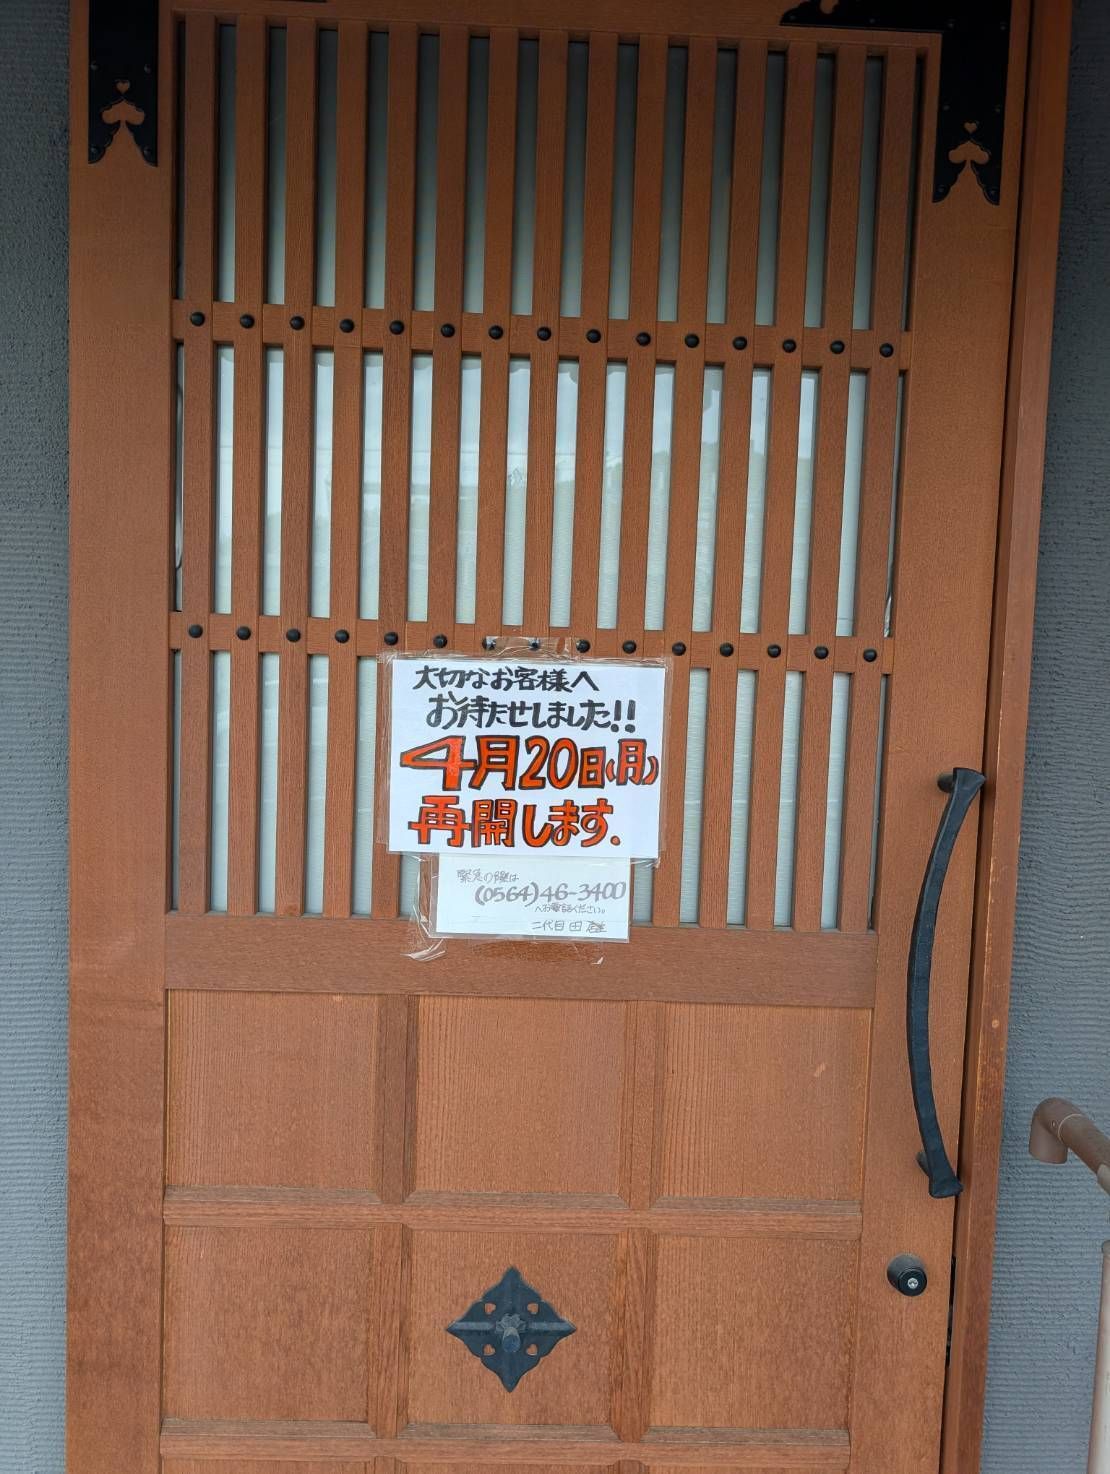 大切なお客様へ
お待たせしました!!
4月20日(月)
再開します.
緊急の際は
(0564)46-3400
へお電話ください。
二代目 田